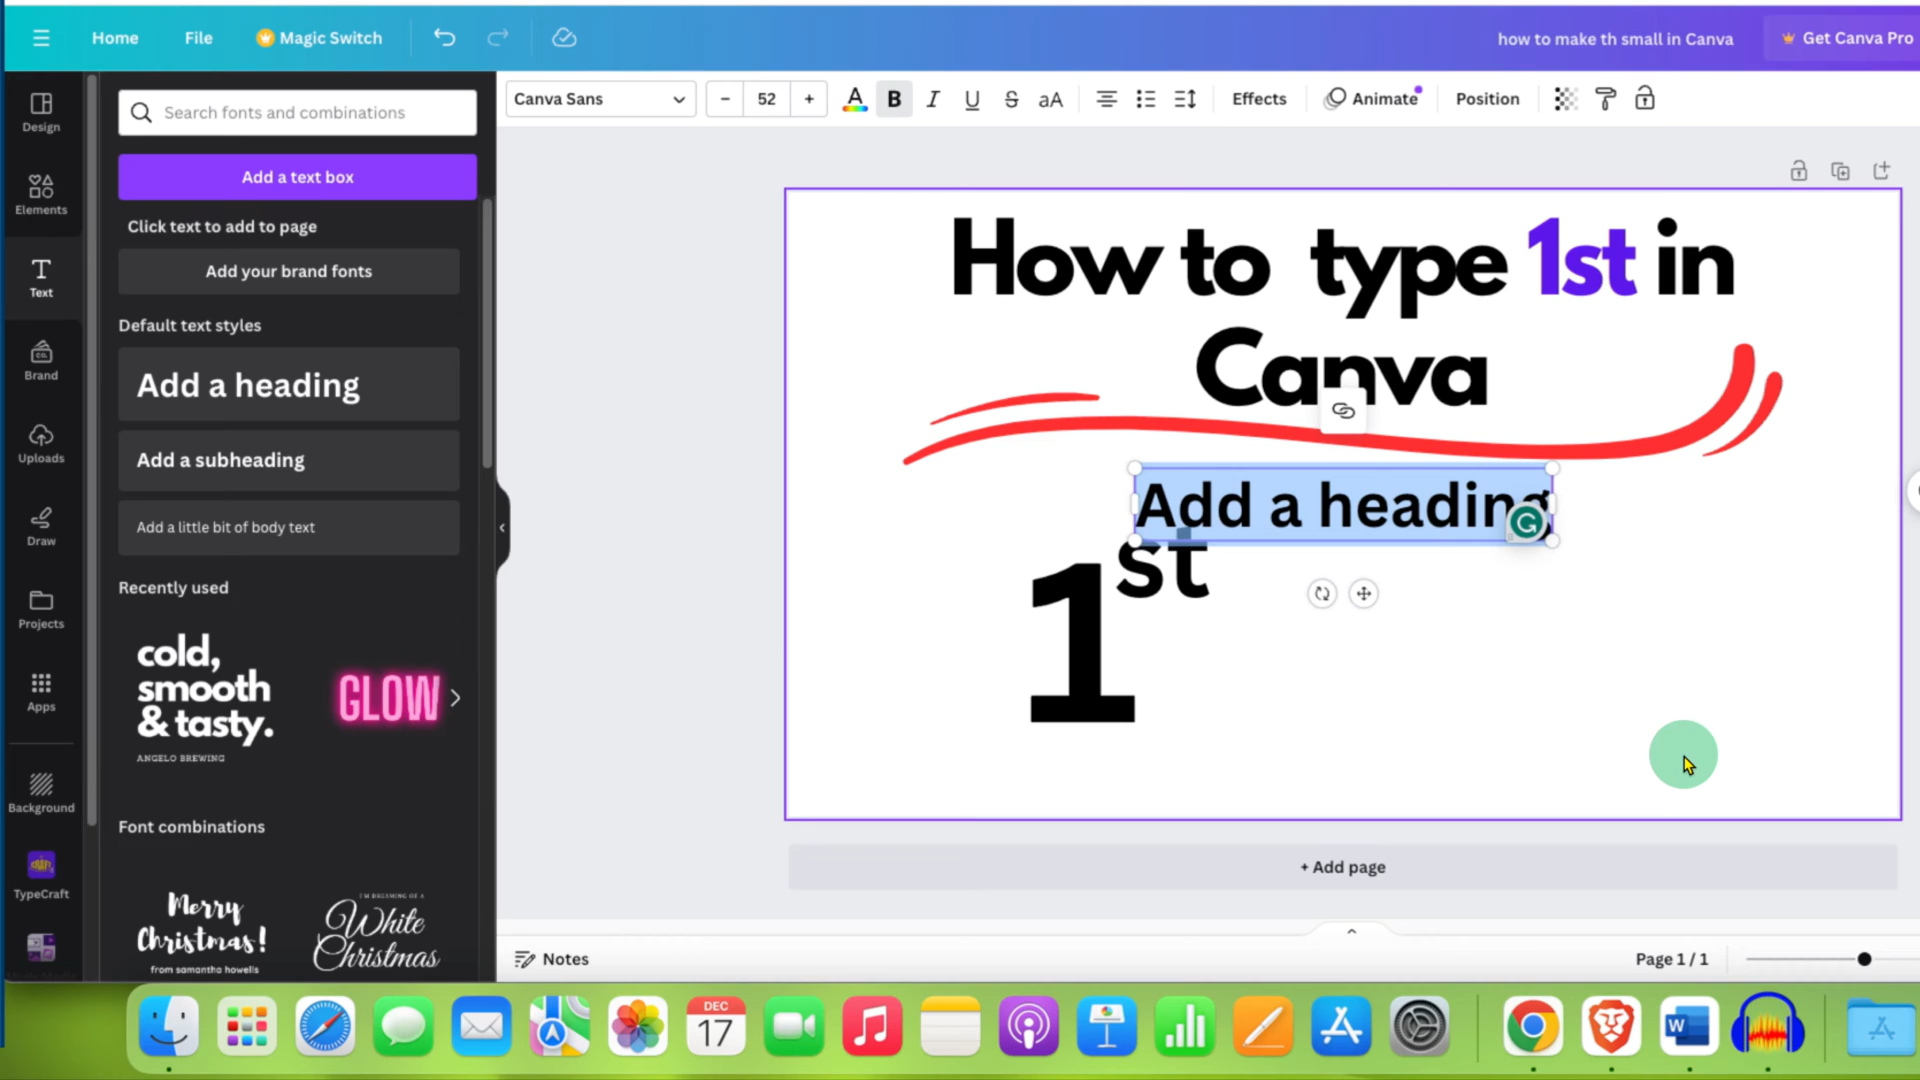 Home File Magic Switch how to make th small in Canva Get Canva Pro
Canva Sans 52 A B I U S aA Effects Animate Position
Search fonts and combinations
Add a text box
Click text to add to page
Add your brand fonts
Default text styles
Add a heading
Add a subheading
Add a little bit of body text
Recently used
cold,
smooth
& tasty.
ANGELO BREWING
GLOW
Font combinations
Merry
Christmas!
from samantha howells
I'M DREAMING OF A
White
Christmas
Design
Elements
Text
Brand
Uploads
Draw
Projects
Apps
Background
TypeCraft
How to type 1st in
Canva
Add a heading
1st
+ Add page
Notes
Page 1 / 1
DEC
17
W